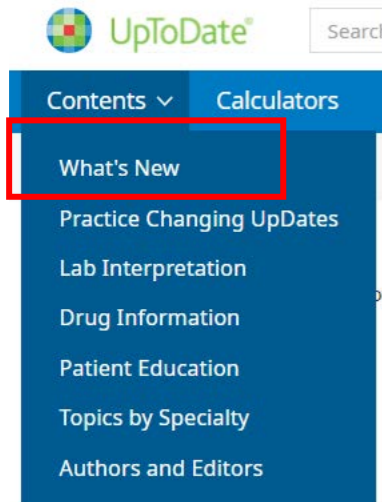 UpToDate®
Search
Contents Calculators
What's New
Practice Changing UpDates
Lab Interpretation
Drug Information
Patient Education
Topics by Specialty
Authors and Editors